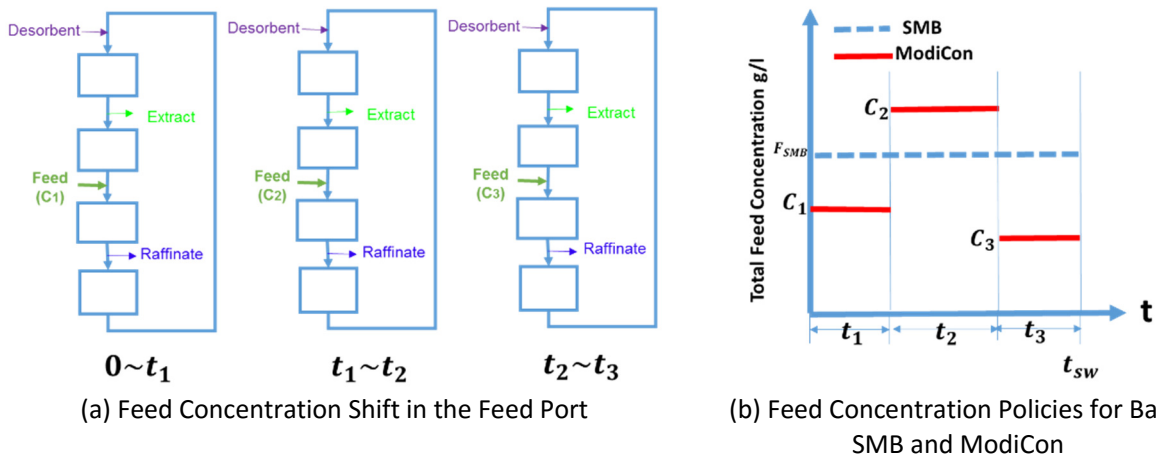 Desorbent
Extract
Feed
(C1)
Raffinate
0~t₁
Desorbent
Extract
Feed
(C2)
Raffinate
t₁~t₂
Desorbent
Extract
Feed
(C3)
Raffinate
t₂~t₃
(a) Feed Concentration Shift in the Feed Port
Total Feed Concentration g/l
SMB
ModiCon
C₂
F_SMB
C₁
C₃
t
t₁
t₂
t₃
t_sw
(b) Feed Concentration Policies for Ba
SMB and ModiCon